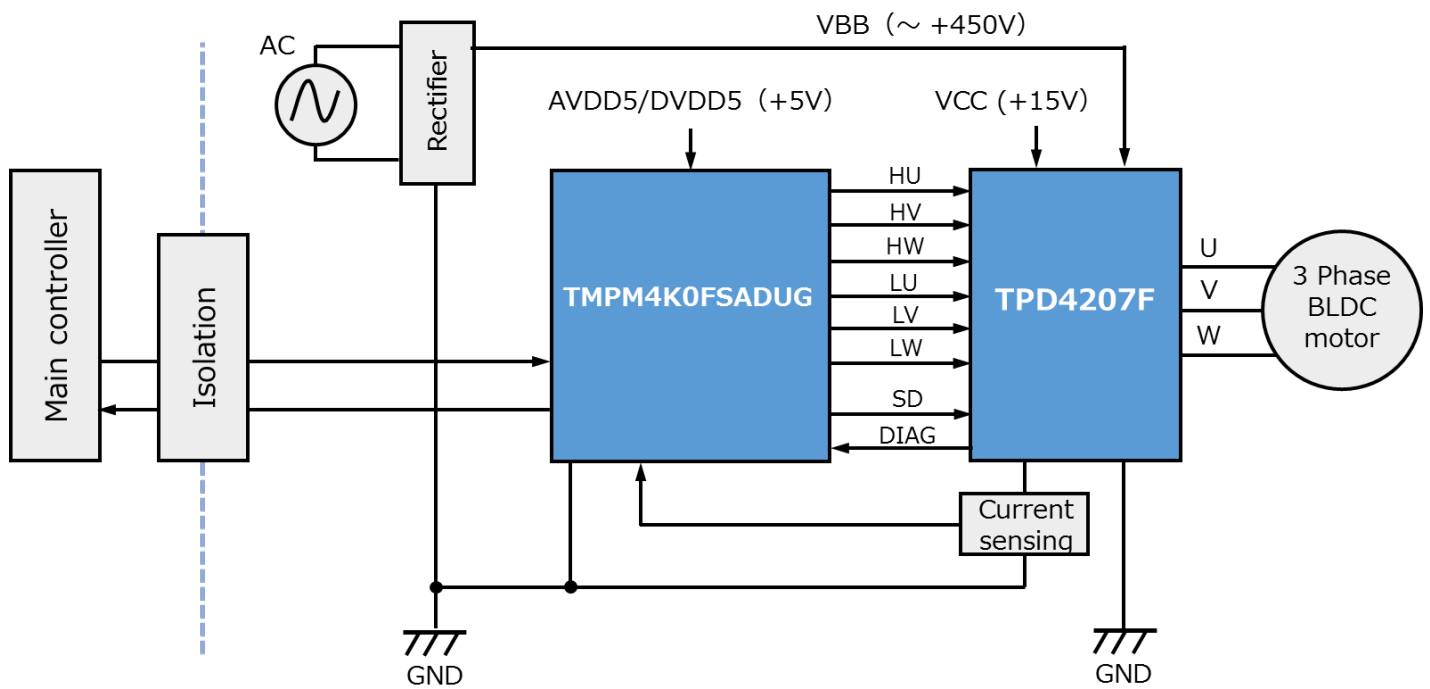 VBB（～ +450V）
AC
Rectifier
AVDD5/DVDD5（+5V）
VCC (+15V)
HU
HV
HW
LU
LV
LW
SD
DIAG
Main controller
Isolation
TMPM4K0FSADUG
TPD4207F
U
V
W
3 Phase
BLDC
motor
Current
sensing
GND
GND